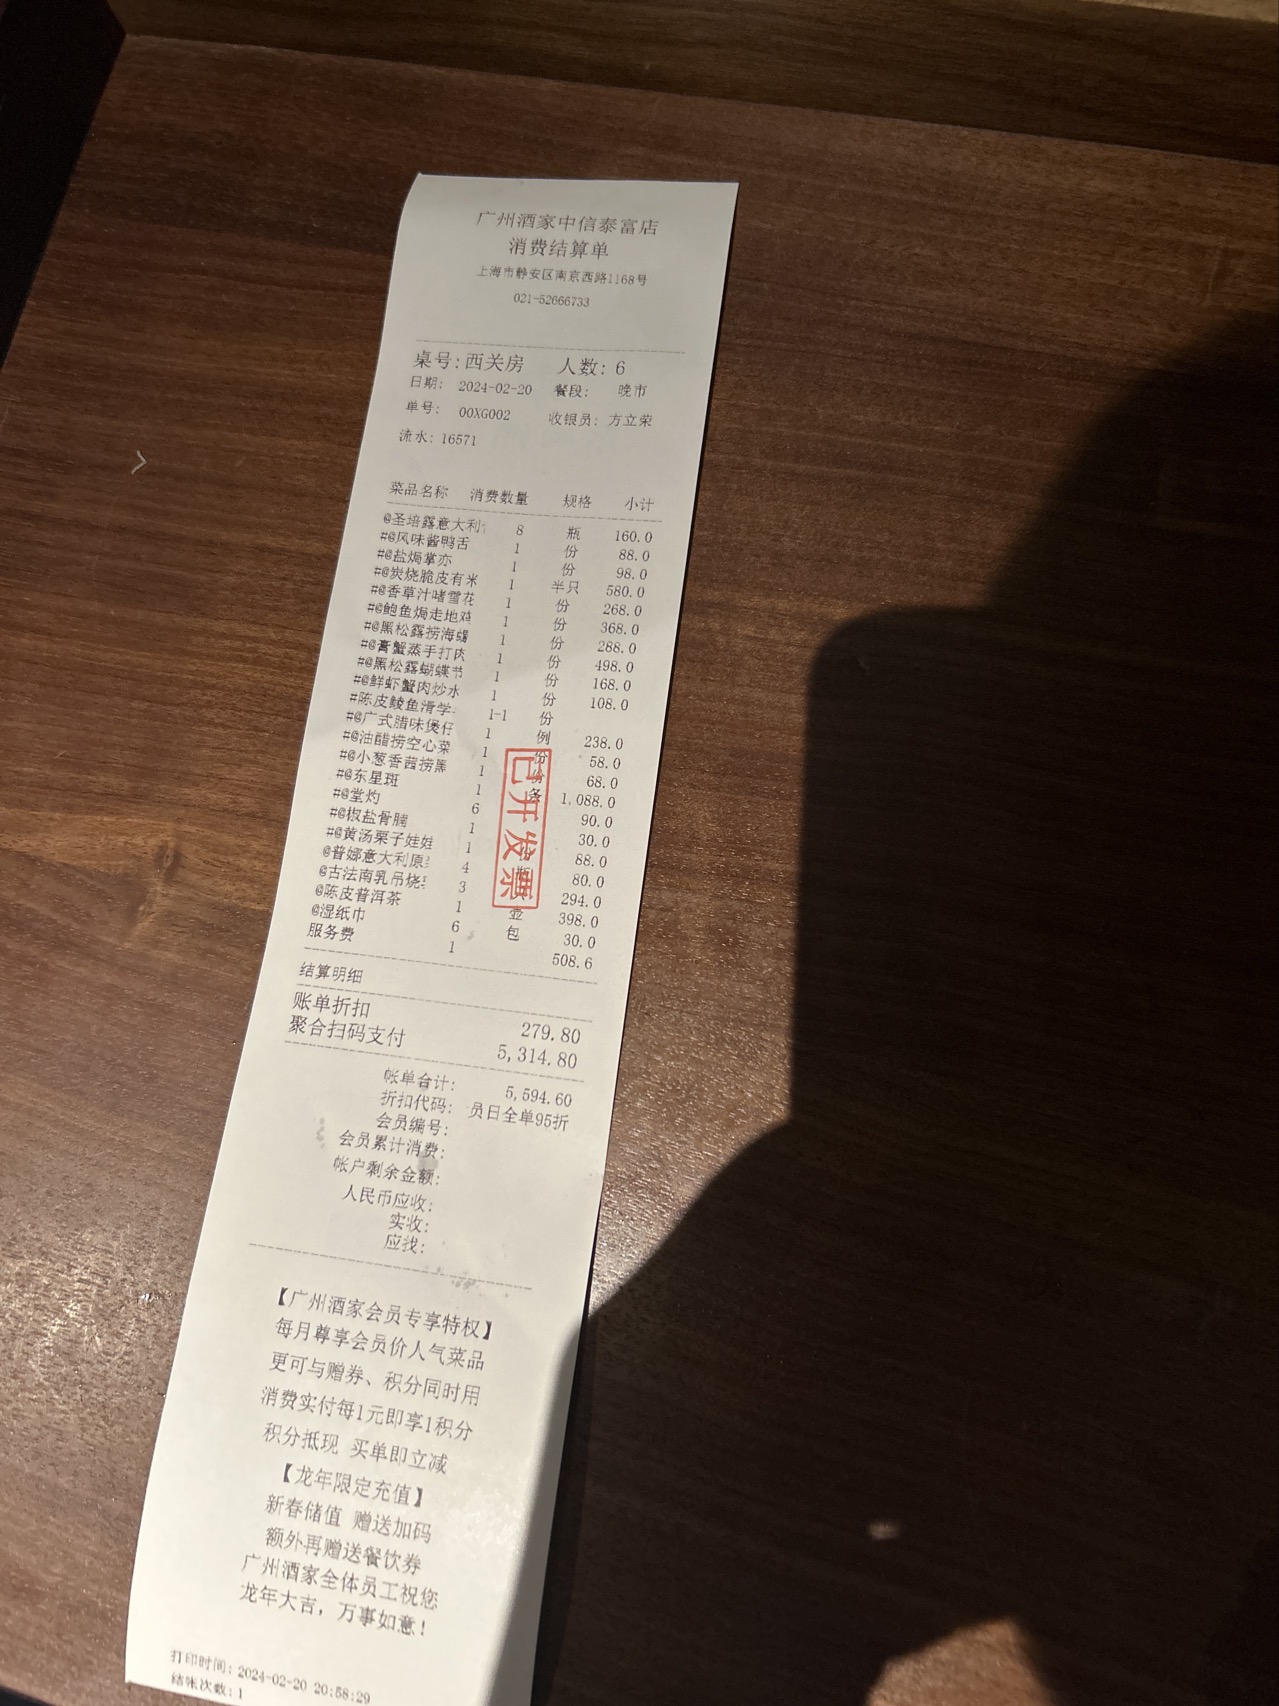 广州酒家中信泰富店
消费结算单
上海市静安区南京西路1168号
021-52666733
桌号：西关房 人数：6
日期： 2024-02-20 餐段： 晚市
单号： 00XG002 收银员：方立荣
流水：16571
菜品名称 消费数量 规格 小计
@圣培露意大利 8 瓶 160.0
#@风味酱鸭舌 1 份 88.0
#@盐焗掌亦 1 份 98.0
#@炭烧脆皮有米 1 半只 580.0
#@香草汁啫雪花 1 份 268.0
#@鲍鱼焗走地鸡 1 份 368.0
#@黑松露捞海螺 1 份 288.0
#@膏蟹蒸手打肉 1 份 498.0
#@黑松露蝴蝶 1 份 168.0
#@鲜虾蟹肉炒水 1 份 108.0
#陈皮鲮鱼滑学 1-1 份
#@广式腊味煲仔 1 例 238.0
#@油醋捞空心菜 1 份 58.0
#@小葱香茜捞黑 1 份 68.0
#@东星斑 1 条 1,088.0
#@堂灼 6 90.0
#@椒盐骨腩 1 30.0
#@黄汤栗子娃娃 1 份 88.0
@普娜意大利原 4 瓶 80.0
@古法南乳吊烧 3 294.0
@陈皮普洱茶 1 壶 398.0
@湿纸巾 6 包 30.0
服务费 1 508.6
结算明细
账单折扣 279.80
聚合扫码支付 5,314.80
帐单合计： 5,594.60
折扣代码： 员日全单95折
会员编号：
会员累计消费：
帐户剩余金额：
人民币应收：
实收：
应找：
【广州酒家会员专享特权】
每月尊享会员价人气菜品
更可与赠券、积分同时用
消费实付每1元即享1积分
积分抵现 买单即立减
【龙年限定充值】
新春储值 赠送加码
额外再赠送餐饮券
广州酒家全体员工祝您
龙年大吉，万事如意！
打印时间：2024-02-20 20:58:29
结帐次数：1
已开发票